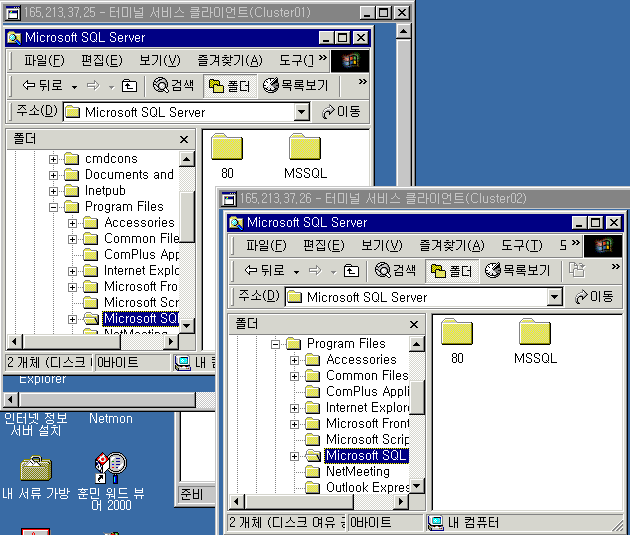 165,213,37,25 - 터미널 서비스 클라이언트(Cluster01)
Microsoft SQL Server
파일(F) 편집(E) 보기(V) 즐겨찾기(A) 도구(T) »
뒤로 검색 폴더 목록보기 »
주소(D) Microsoft SQL Server 이동
폴더
cmdcons
Documents and
Inetpub
Program Files
Accessories
Common File
ComPlus App
Internet Explo
Microsoft Fro
Microsoft Scr
Microsoft SQL
NetMeeting
80
MSSQL
2 개체 (디스크 0바이트 내 컴
Explorer
인터넷 정보
서버 설치
Netmon
내 서류 가방
훈민 워드 뷰
어 2000
준비
165,213,37,26 - 터미널 서비스 클라이언트(Cluster02)
Microsoft SQL Server
파일(F) 편집(E) 보기(V) 즐겨찾기(A) 도구(T) »
뒤로 검색 폴더 목록보기 »
주소(D) Microsoft SQL Server 이동
폴더
Program Files
Accessories
Common Files
ComPlus Appli
Internet Explor
Microsoft Front
Microsoft Scrip
Microsoft SQL
NetMeeting
Outlook Expres
80
MSSQL
2 개체 (디스크 여유 공 0바이트 내 컴퓨터